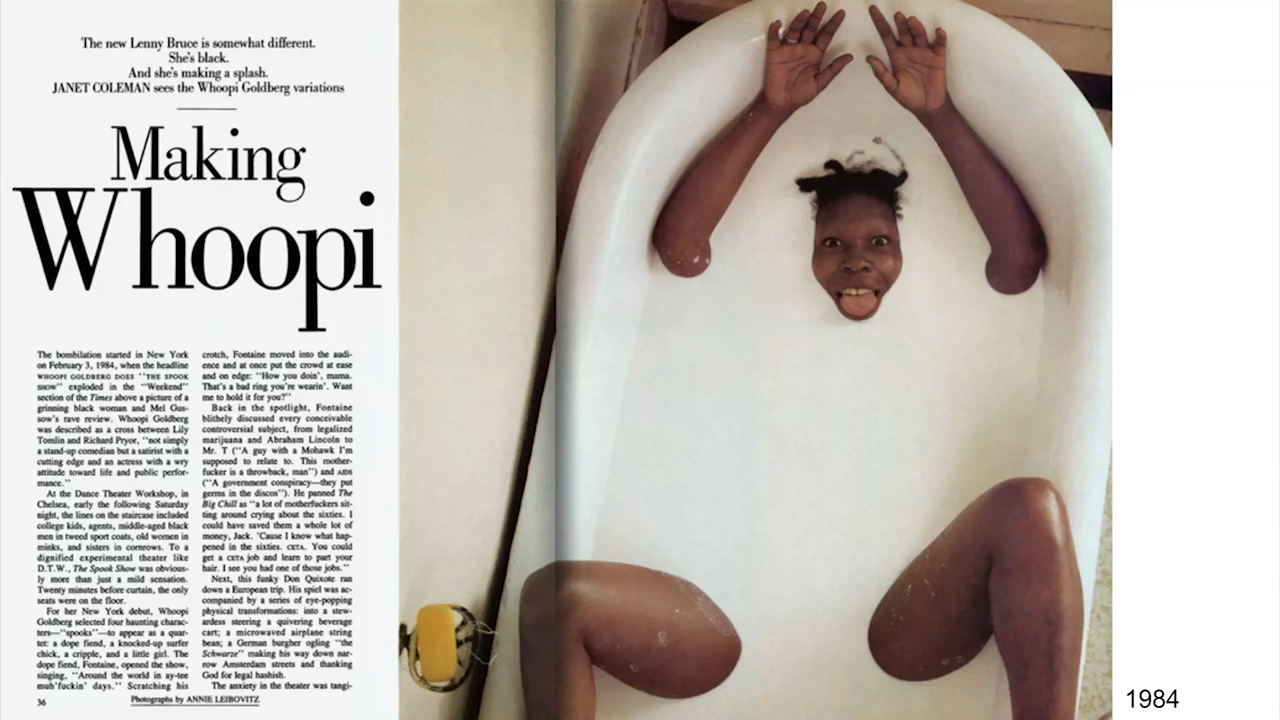 The new Lenny Bruce is somewhat different.
She's black.
And she's making a splash.
JANET COLEMAN sees the Whoopi Goldberg variations
Making
Whoopi
The bombilation started in New York
on February 3, 1984, when the headline
WHOOPI GOLDBERG DOES "THE SPOOK
SHOW" exploded in the "Weekend"
section of the Times above a picture of a
grinning black woman and Mel Gus-
sow's rave review. Whoopi Goldberg
was described as a cross between Lily
Tomlin and Richard Pryor, "not simply
a stand-up comedian but a satirist with a
cutting edge and an actress with a wry
attitude toward life and public perfor-
mance."
At the Dance Theater Workshop, in
Chelsea, early the following Saturday
night, the lines on the staircase included
college kids, agents, middle-aged black
men in tweed sport coats, old women in
minks, and sisters in cornrows. To a
dignified experimental theater like
D.T.W., The Spook Show was obvious-
ly more than just a mild sensation.
Twenty minutes before curtain, the only
seats were on the floor.
For her New York debut, Whoopi
Goldberg selected four haunting charac-
ters—"spooks"—to appear as a quar-
tet: a dope fiend, a knocked-up surfer
chick, a cripple, and a little girl. The
dope fiend, Fontaine, opened the show,
singing, "Around the world in ay-tee
muh'fuckin' days." Scratching his
crotch, Fontaine moved into the audi-
ence and at once put the crowd at ease
and on edge: "How you doin', mama.
That's a bad ring you're wearin'. Want
me to hold it for you?"
Back in the spotlight, Fontaine
blithely discussed every conceivable
controversial subject, from legalized
marijuana and Abraham Lincoln to
Mr. T ("A guy with a Mohawk I'm
supposed to relate to. This mother-
fucker is a throwback, man") and AIDS
("A government conspiracy—they put
germs in the discos"). He panned The
Big Chill as "a lot of motherfuckers sit-
ting around crying about the sixties. I
could have saved them a whole lot of
money, Jack. 'Cause I know what hap-
pened in the sixties. CETA. You could
get a CETA job and learn to part your
hair. I see you had one of those jobs."
Next, this funky Don Quixote ran
down a European trip. His spiel was ac-
companied by a series of eye-popping
physical transformations: into a stew-
ardess steering a quivering beverage
cart; a microwaved airplane string
bean; a German burgher ogling "the
Schwarze" making his way down nar-
row Amsterdam streets and thanking
God for legal hashish.
The anxiety in the theater was tangi-
36
Photographs by ANNIE LEIBOVITZ
1984